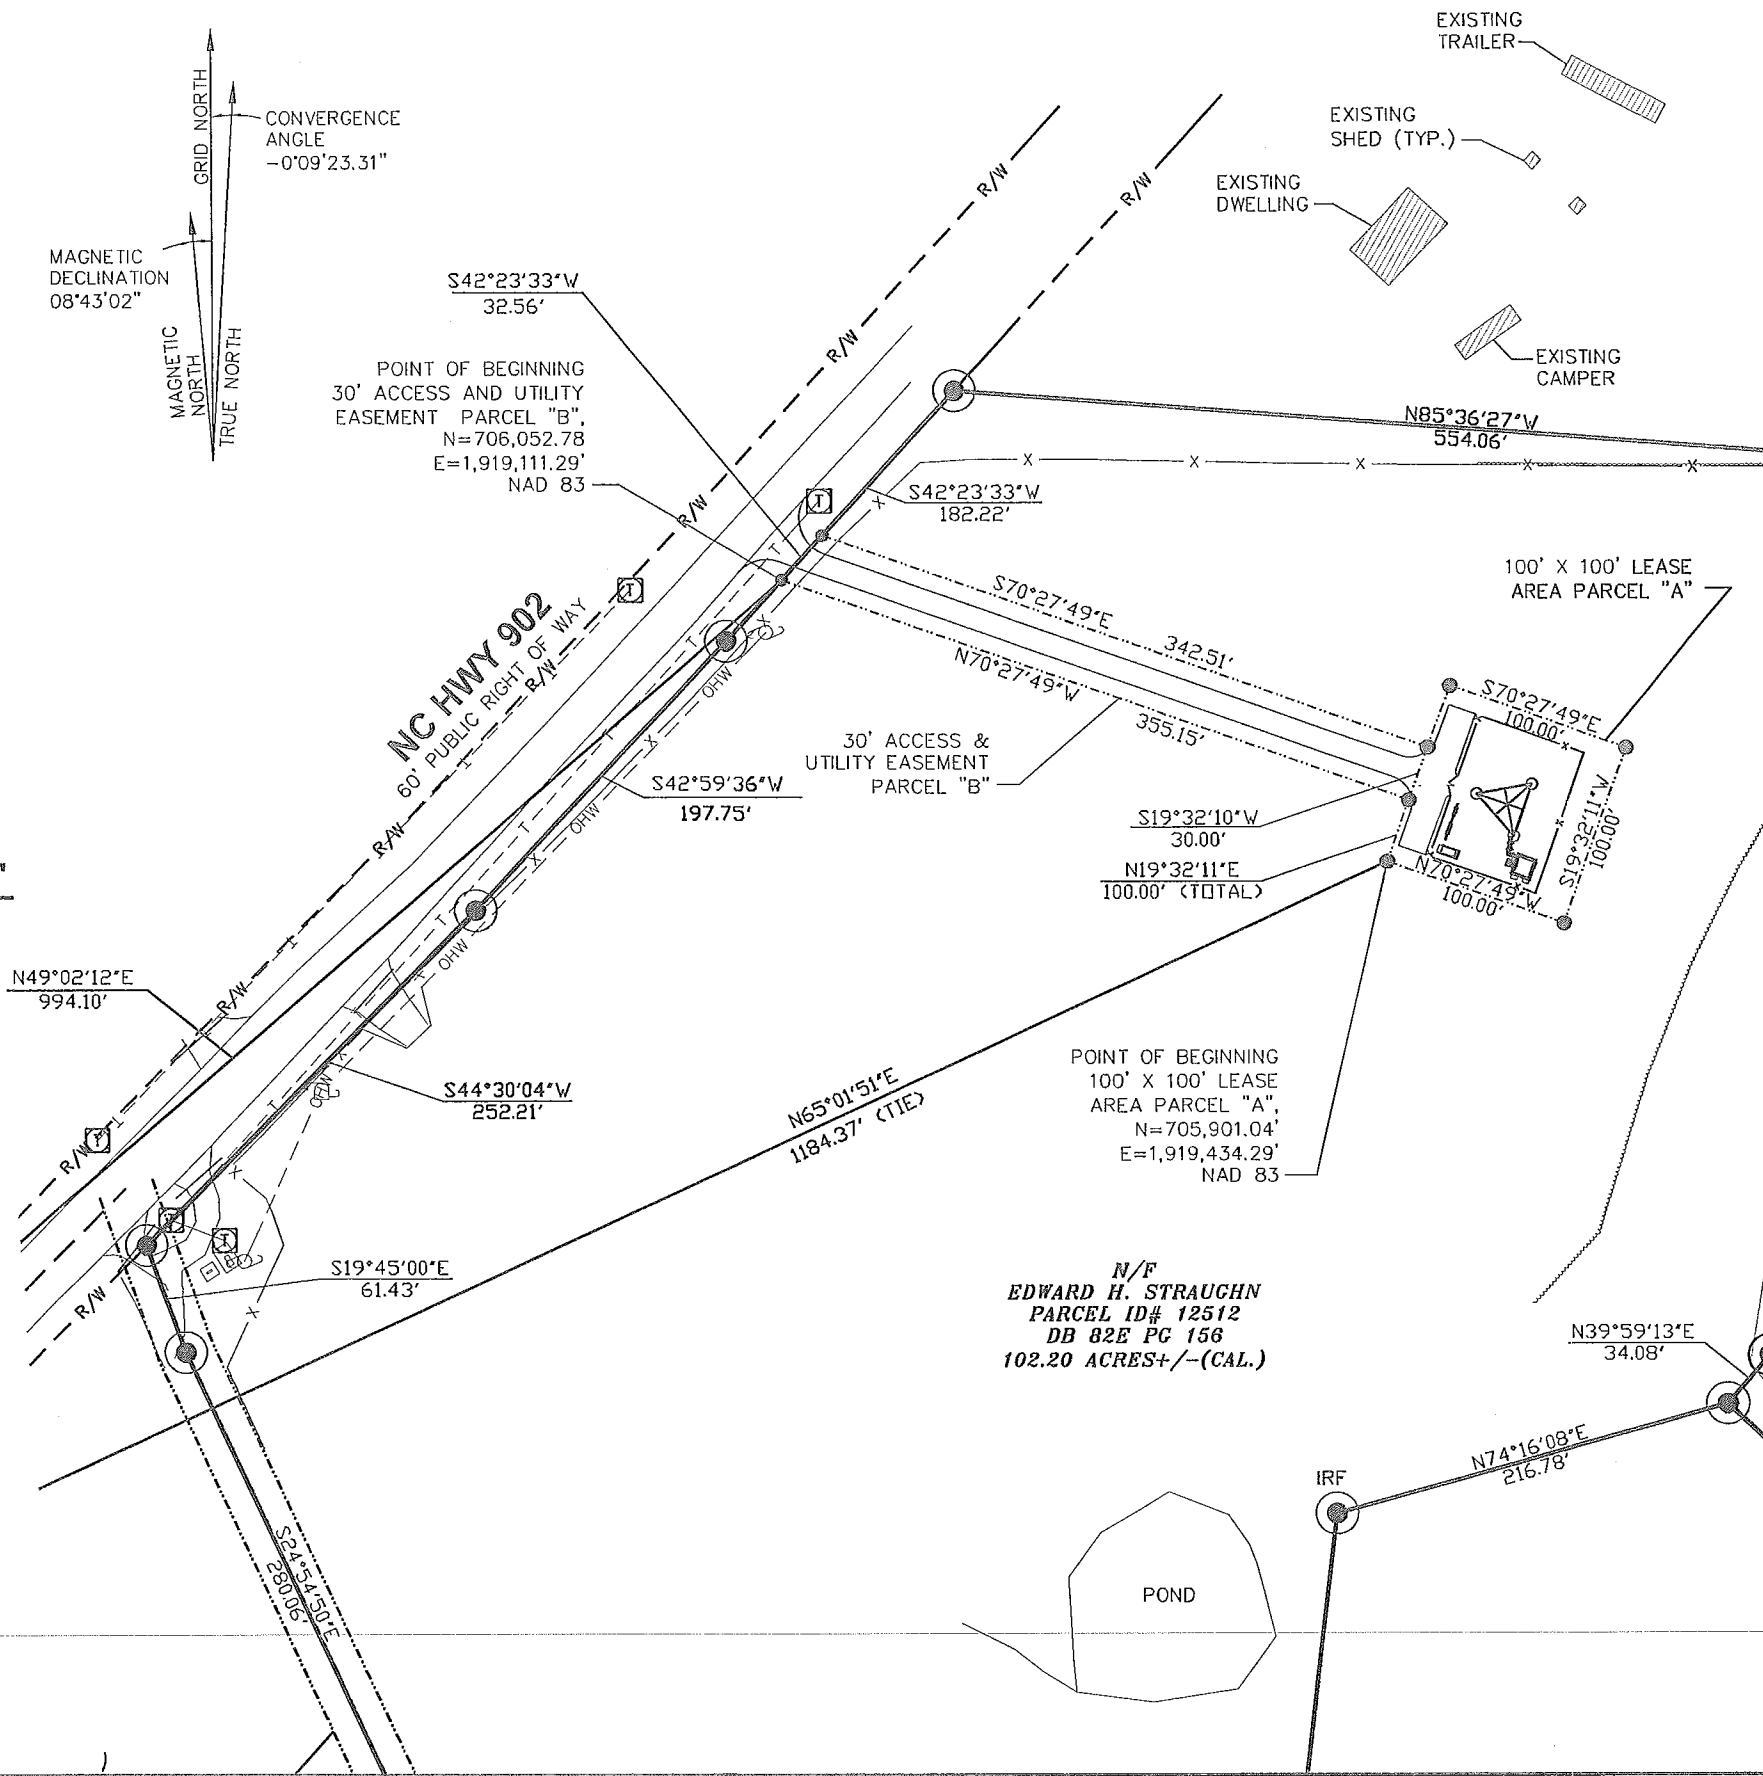 EXISTING
TRAILER
GRID NORTH
CONVERGENCE
ANGLE
-0°09'23.31"
EXISTING
SHED (TYP.)
R/W
R/W
EXISTING
DWELLING
MAGNETIC
DECLINATION
08°43'02"
S42°23'33"W
32.56'
MAGNETIC
NORTH
TRUE NORTH
R/W
EXISTING
CAMPER
POINT OF BEGINNING
30' ACCESS AND UTILITY
EASEMENT PARCEL "B",
N=706,052.78
E=1,919,111.29'
NAD 83
N85°36'27"W
554.06'
X X X X X
S42°23'33"W
182.22'
X
T
R/W
T
T
100' X 100' LEASE
AREA PARCEL "A"
S70°27'49"E
342.51'
NC HWY 902
60' PUBLIC RIGHT OF WAY
R/W
T
X
N70°27'49"W
355.15'
OHW
S70°27'49"E
100.00'
30' ACCESS &
UTILITY EASEMENT
PARCEL "B"
S42°59'36"W
197.75'
T
X
OHW
S19°32'10"W
30.00'
S19°32'11"W
100.00'
R/W
X
N19°32'11"E
100.00' (TOTAL)
N70°27'49"W
100.00'
T
OHW
N49°02'12"E
994.10'
R/W
S44°30'04"W
252.21'
OHW
N65°01'51"E
1184.37' (TIE)
POINT OF BEGINNING
100' X 100' LEASE
AREA PARCEL "A",
N=705,901.04'
E=1,919,434.29'
NAD 83
T
R/W
X
T
T
S19°45'00"E
61.43'
R/W
X
N/F
EDWARD H. STRAUGHN
PARCEL ID# 12512
DB 82E PG 156
102.20 ACRES+/-(CAL.)
N39°59'13"E
34.08'
N74°16'08"E
216.78'
IRF
S24°54'50"E
280.06'
POND